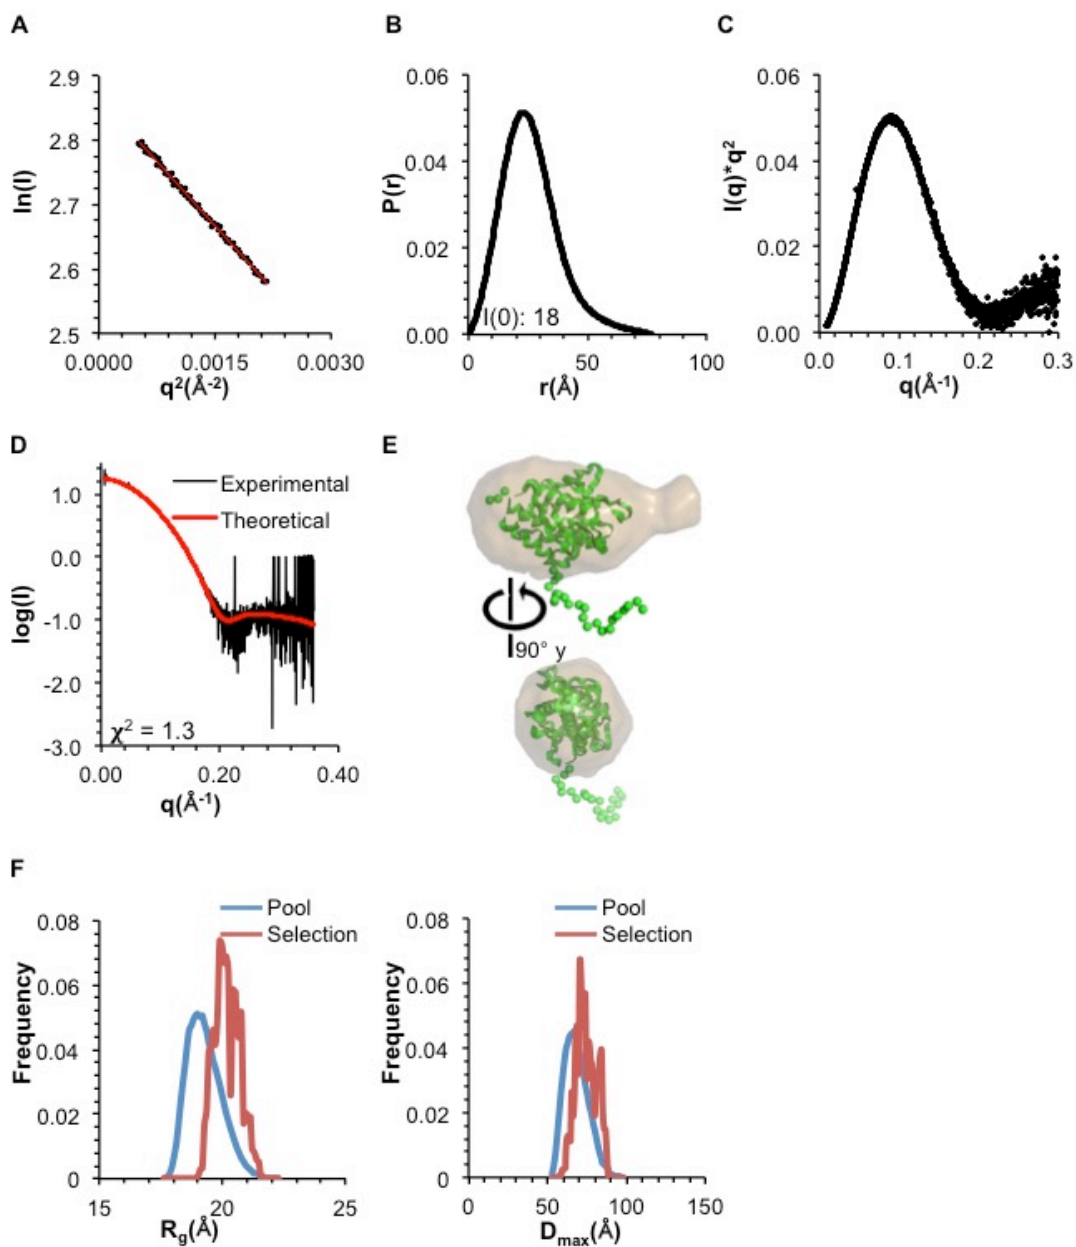 A
B
C
2.9
2.8
2.7
2.6
2.5
ln(I)
0.0000
0.0015
0.0030
q²(Å⁻²)
0.06
0.04
0.02
0.00
P(r)
I(0): 18
0
50
100
r(Å)
0.06
0.04
0.02
0.00
I(q)*q²
0.0
0.1
0.2
0.3
q(Å⁻¹)
D
E
Experimental
Theoretical
1.0
0.0
-1.0
-2.0
-3.0
log(I)
χ² = 1.3
0.00
0.20
0.40
q(Å⁻¹)
90° y
F
Pool
Selection
0.08
0.06
0.04
0.02
0
Frequency
15
20
25
Rg(Å)
Pool
Selection
0.08
0.06
0.04
0.02
0
Frequency
0
50
100
150
Dmax(Å)